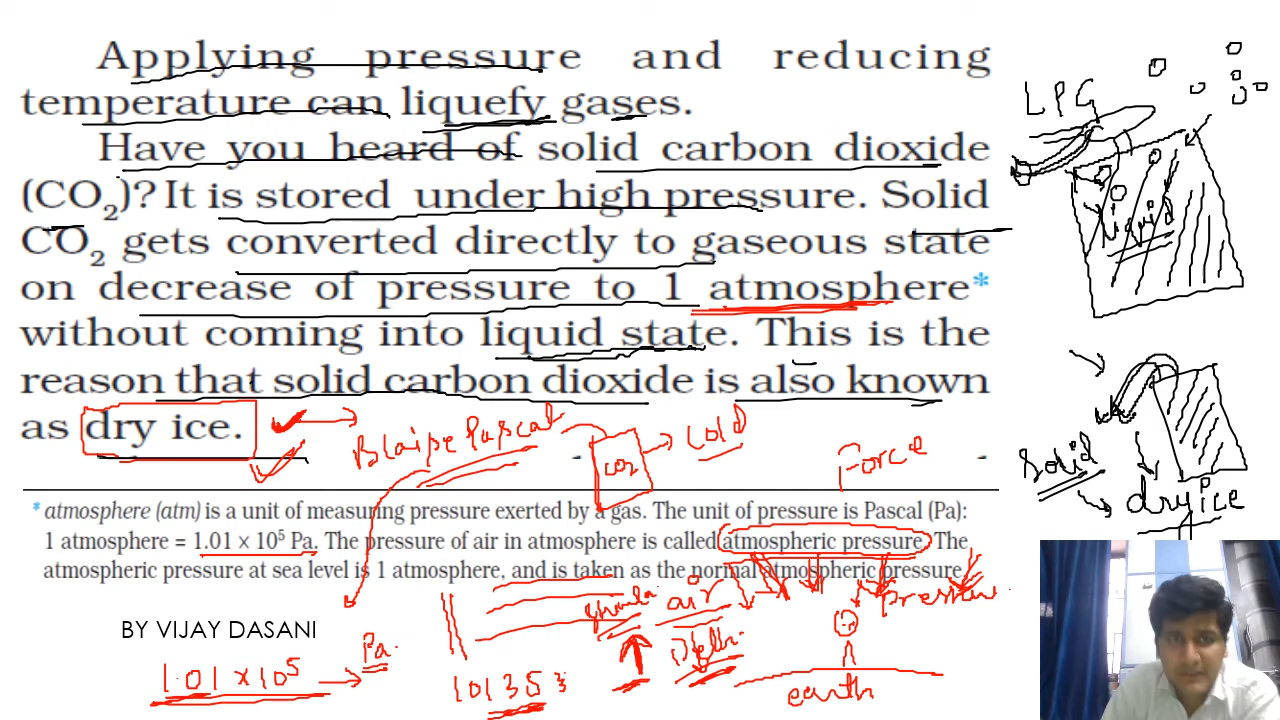 Applying pressure and reducing
temperature can liquefy gases.
Have you heard of solid carbon dioxide
(CO₂)? It is stored under high pressure. Solid
CO₂ gets converted directly to gaseous state
on decrease of pressure to 1 atmosphere*
without coming into liquid state. This is the
reason that solid carbon dioxide is also known
as dry ice.
Blaise Pascal
CO2
Cold
Force
* atmosphere (atm) is a unit of measuring pressure exerted by a gas. The unit of pressure is Pascal (Pa):
1 atmosphere = 1.01 × 10⁵ Pa. The pressure of air in atmosphere is called atmospheric pressure. The
atmospheric pressure at sea level is 1 atmosphere, and is taken as the normal atmospheric pressure.
BY VIJAY DASANI
1.01 × 10⁵
Pa.
air
Delhi
pressure
earth
LPG
liquid
Solid
dry ice